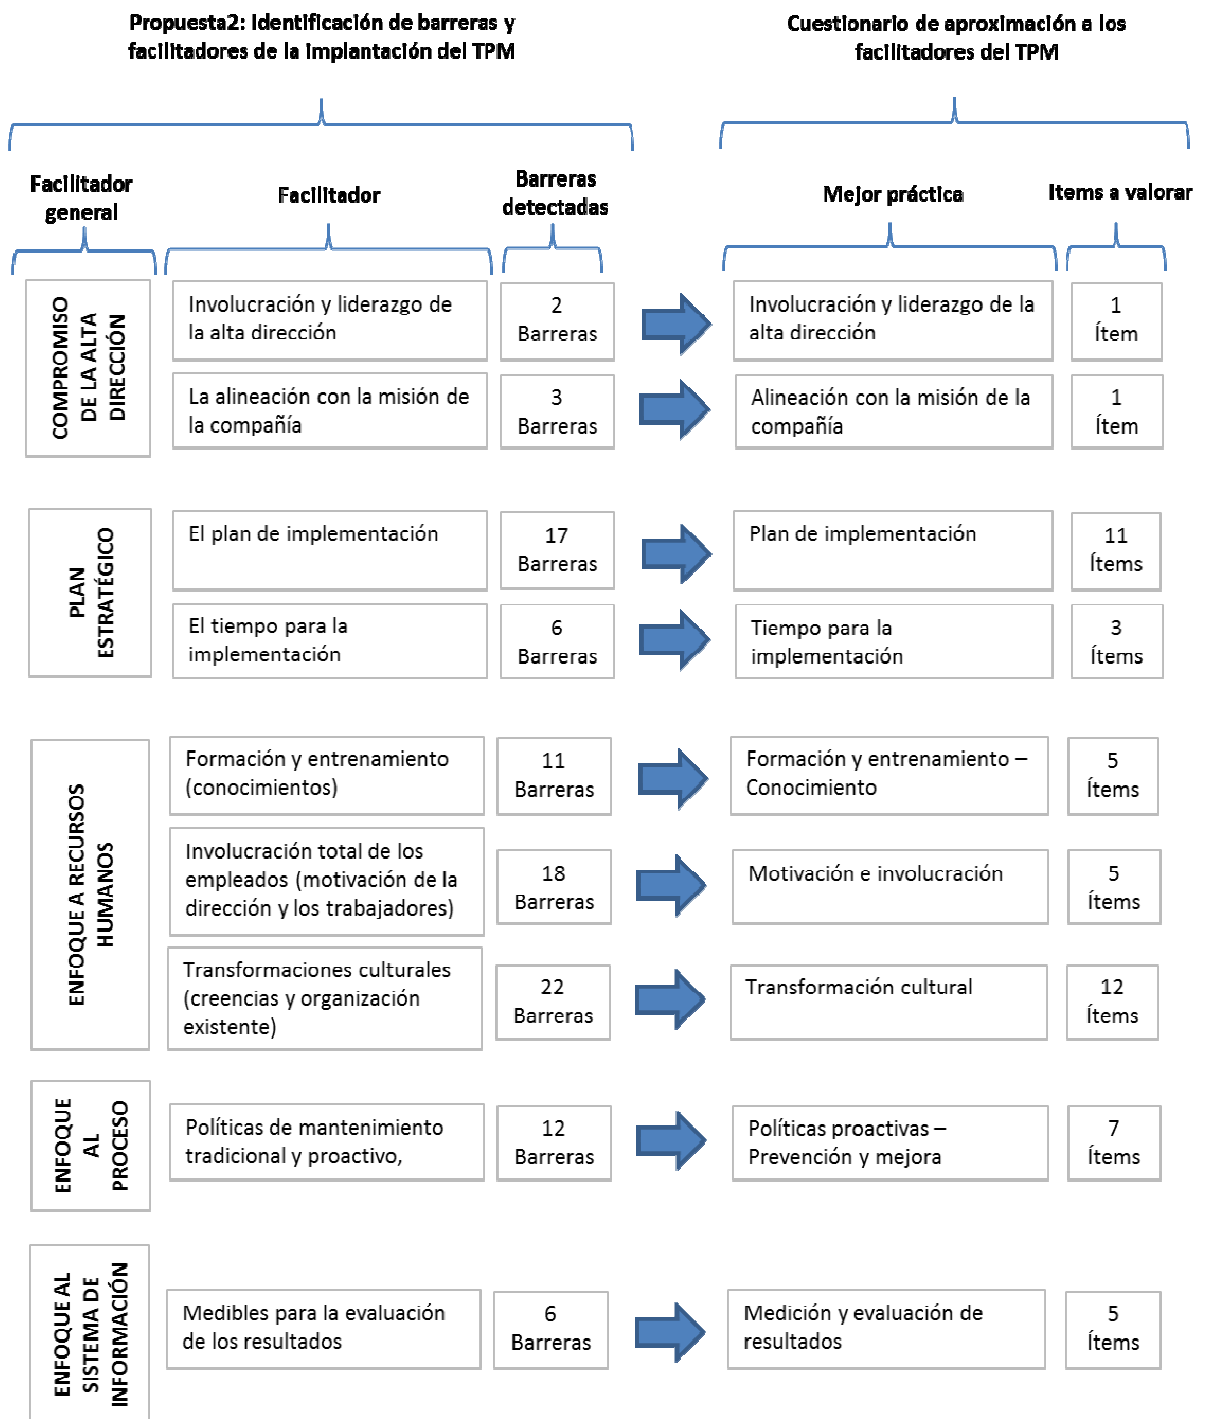 Propuesta2: Identificación de barreras y
facilitadores de la implantación del TPM
Cuestionario de aproximación a los
facilitadores del TPM
Facilitador
general
Facilitador
Barreras
detectadas
Mejor práctica
Items a valorar
COMPROMISO
DE LA ALTA
DIRECCIÓN
Involucración y liderazgo de
la alta dirección
2
Barreras
Involucración y liderazgo de la
alta dirección
1
Ítem
La alineación con la misión de
la compañía
3
Barreras
Alineación con la misión de la
compañía
1
Ítem
PLAN
ESTRATÉGICO
El plan de implementación
17
Barreras
Plan de implementación
11
Ítems
El tiempo para la
implementación
6
Barreras
Tiempo para la
implementación
3
Ítems
ENFOQUE A RECURSOS
HUMANOS
Formación y entrenamiento
(conocimientos)
11
Barreras
Formación y entrenamiento –
Conocimiento
5
Ítems
Involucración total de los
empleados (motivación de la
dirección y los trabajadores)
18
Barreras
Motivación e involucración
5
Ítems
Transformaciones culturales
(creencias y organización
existente)
22
Barreras
Transformación cultural
12
Ítems
ENFOQUE
AL
PROCESO
Políticas de mantenimiento
tradicional y proactivo,
12
Barreras
Políticas proactivas –
Prevención y mejora
7
Ítems
ENFOQUE AL
SISTEMA DE
INFORMACIÓN
Medibles para la evaluación
de los resultados
6
Barreras
Medición y evaluación de
resultados
5
Ítems